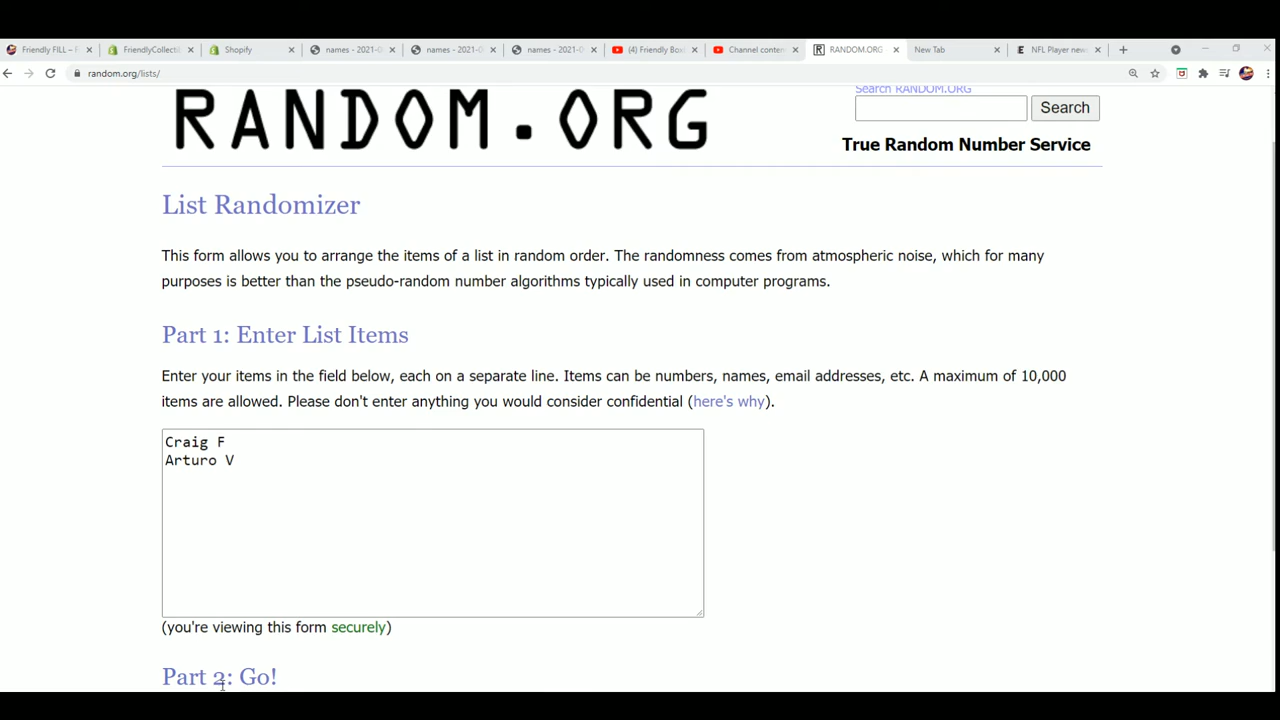 Friendly FILL – F
FriendlyCollecti
Shopify
names - 2021-0
names - 2021-0
names - 2021-0
(4) Friendly Box
Channel conten
RANDOM.ORG
New Tab
NFL Player new
random.org/lists/
RANDOM.ORG
Search RANDOM.ORG
Search
True Random Number Service
List Randomizer
This form allows you to arrange the items of a list in random order. The randomness comes from atmospheric noise, which for many
purposes is better than the pseudo-random number algorithms typically used in computer programs.
Part 1: Enter List Items
Enter your items in the field below, each on a separate line. Items can be numbers, names, email addresses, etc. A maximum of 10,000
items are allowed. Please don't enter anything you would consider confidential (here's why).
Craig F
Arturo V
(you're viewing this form securely)
Part 2: Go!